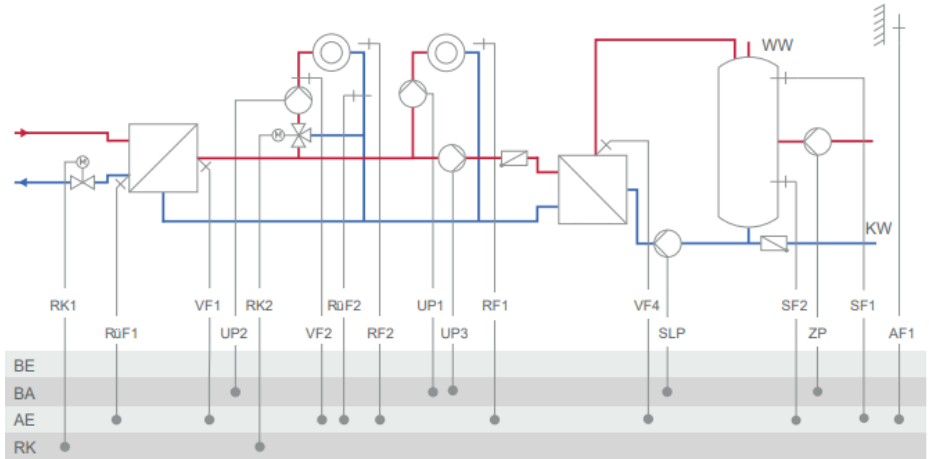 WW
KW
RK1 VF1 RK2 RüF2 UP1 RF1 VF4 SF2 SF1
RüF1 UP2 VF2 RF2 UP3 SLP ZP AF1
BE
BA
AE
RK